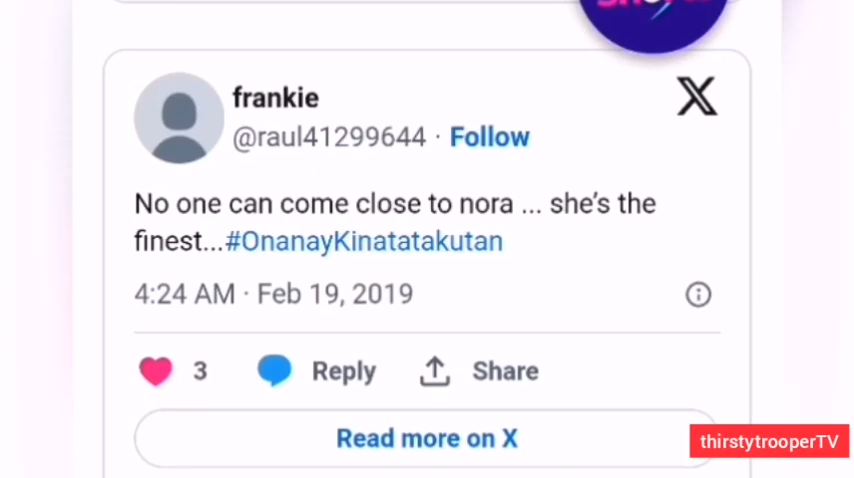 frankie
@raul41299644 · Follow
No one can come close to nora ... she's the
finest...#OnanayKinatatakutan
4:24 AM · Feb 19, 2019
3 Reply Share
Read more on X
thirstytrooperTV